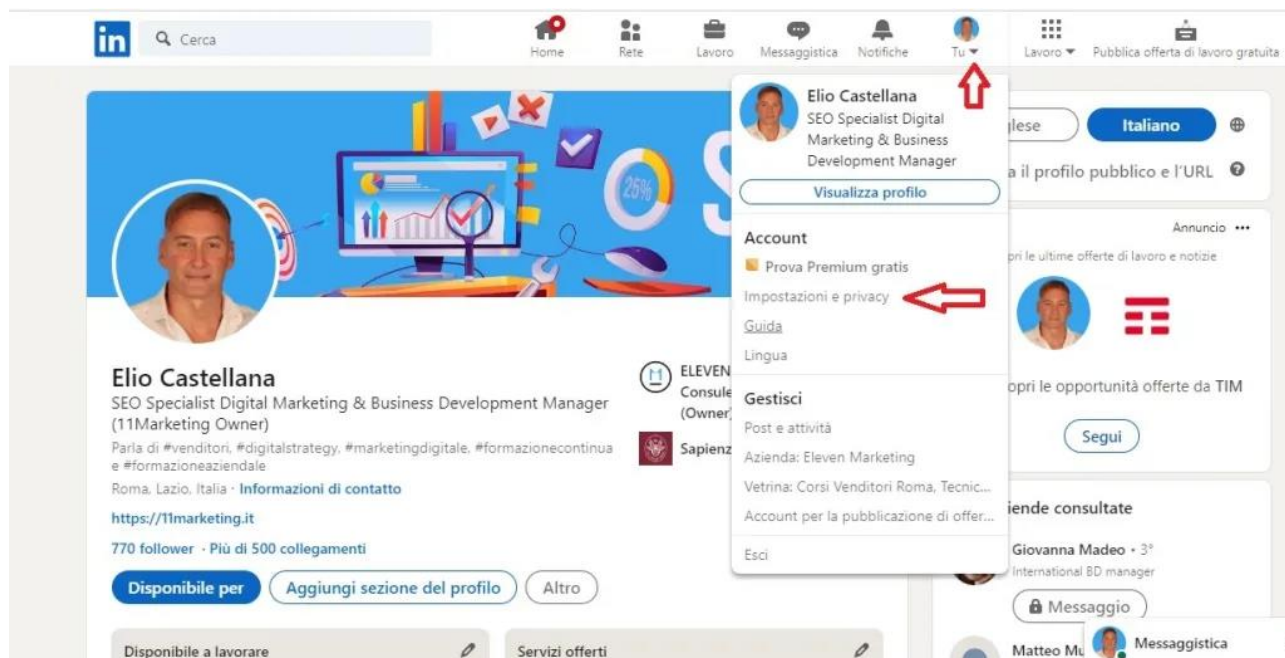 in
Cerca
Home
Rete
Lavoro
Messaggistica
Notifiche
Tu
Lavoro
Pubblica offerta di lavoro gratuita
25%
S
Elio Castellana
SEO Specialist Digital Marketing & Business Development Manager
(11Marketing Owner)
Parla di #venditori, #digitalstrategy, #marketingdigitale, #formazionecontinua
e #formazioneaziendale
Roma, Lazio, Italia · Informazioni di contatto
https://11marketing.it
770 follower · Più di 500 collegamenti
Disponibile per
Aggiungi sezione del profilo
Altro
Disponibile a lavorare
Servizi offerti
ELEVEN
Consule
(Owner)
Sapienz
Elio Castellana
SEO Specialist Digital
Marketing & Business
Development Manager
Visualizza profilo
Account
Prova Premium gratis
Impostazioni e privacy
Guida
Lingua
Gestisci
Post e attività
Azienda: Eleven Marketing
Vetrina: Corsi Venditori Roma, Tecnic...
Account per la pubblicazione di offer...
Esci
glese
Italiano
a il profilo pubblico e l'URL
Annuncio
pri le ultime offerte di lavoro e notizie
opri le opportunità offerte da TIM
Segui
iende consultate
Giovanna Madeo · 3°
International BD manager
Messaggio
Matteo Mu
Messaggistica